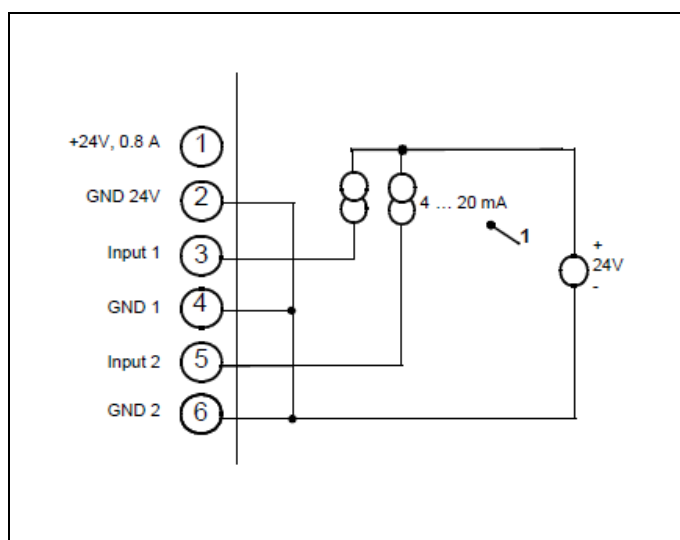 +24V, 0.8 A 1
GND 24V 2
Input 1 3
GND 1 4
Input 2 5
GND 2 6
4 ... 20 mA
1
+
24V
-